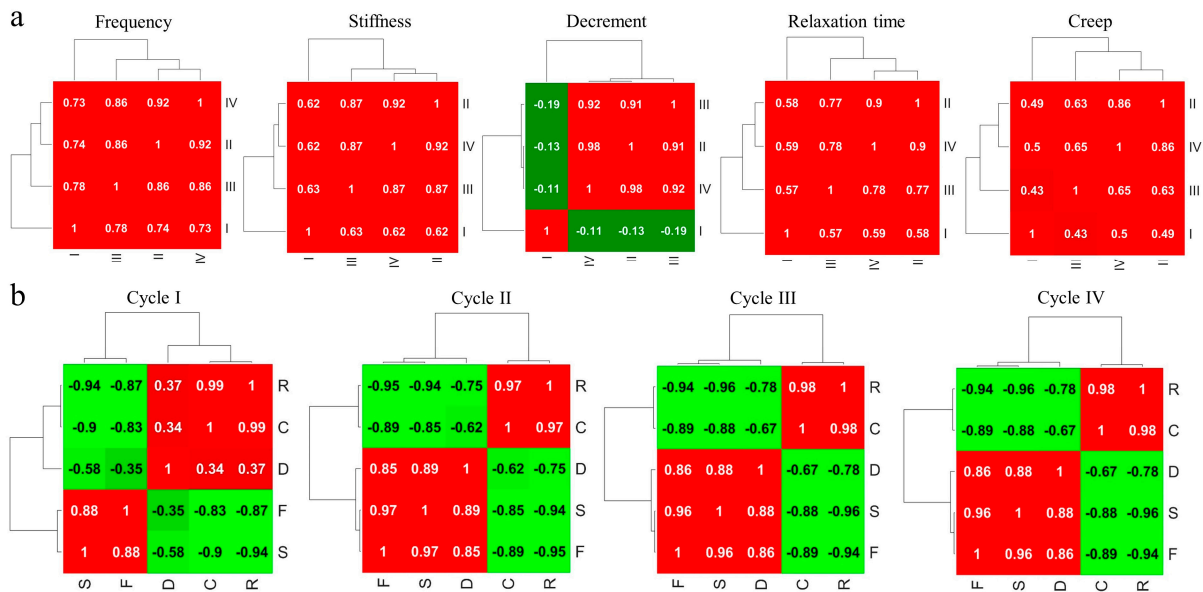 a
Frequency Stiffness Decrement Relaxation time Creep
0.73 0.86 0.92 1 IV 0.62 0.87 0.92 1 II -0.19 0.92 0.91 1 III 0.58 0.77 0.9 1 II 0.49 0.63 0.86 1 II
0.74 0.86 1 0.92 II 0.62 0.87 1 0.92 IV -0.13 0.98 1 0.91 II 0.59 0.78 1 0.9 IV 0.5 0.65 1 0.86 IV
0.78 1 0.86 0.86 III 0.63 1 0.87 0.87 III -0.11 1 0.98 0.92 IV 0.57 1 0.78 0.77 III 0.43 1 0.65 0.63 III
1 0.78 0.74 0.73 I 1 0.63 0.62 0.62 I 1 -0.11 -0.13 -0.19 I 1 0.57 0.59 0.58 I 1 0.43 0.5 0.49 I
I III II IV I III IV II I IV II III I III IV II I III IV II
b
Cycle I Cycle II Cycle III Cycle IV
-0.94 -0.87 0.37 0.99 1 R -0.95 -0.94 -0.75 0.97 1 R -0.94 -0.96 -0.78 0.98 1 R -0.94 -0.96 -0.78 0.98 1 R
-0.9 -0.83 0.34 1 0.99 C -0.89 -0.85 -0.62 1 0.97 C -0.89 -0.88 -0.67 1 0.98 C -0.89 -0.88 -0.67 1 0.98 C
-0.58 -0.35 1 0.34 0.37 D 0.85 0.89 1 -0.62 -0.75 D 0.86 0.88 1 -0.67 -0.78 D 0.86 0.88 1 -0.67 -0.78 D
0.88 1 -0.35 -0.83 -0.87 F 0.97 1 0.89 -0.85 -0.94 S 0.96 1 0.88 -0.88 -0.96 S 0.96 1 0.88 -0.88 -0.96 S
1 0.88 -0.58 -0.9 -0.94 S 1 0.97 0.85 -0.89 -0.95 F 1 0.96 0.86 -0.89 -0.94 F 1 0.96 0.86 -0.89 -0.94 F
S F D C R F S D C R F S D C R F S D C R